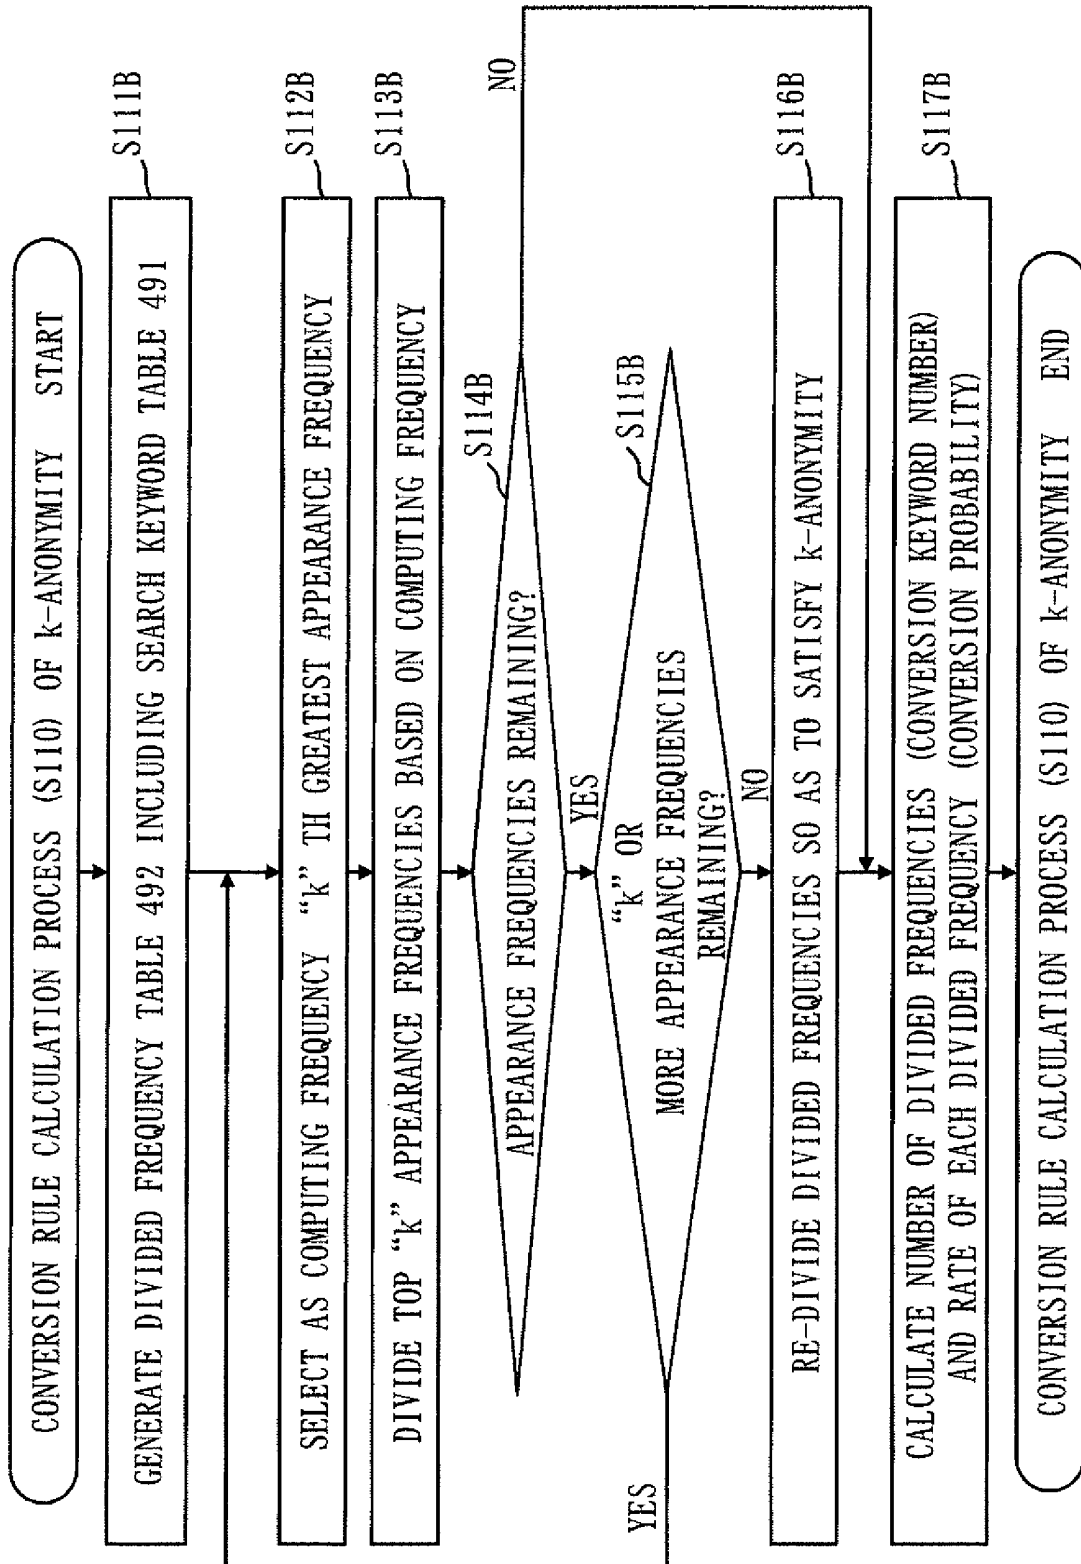 CONVERSION RULE CALCULATION PROCESS (S110) OF k-ANONYMITY START
S111B
GENERATE DIVIDED FREQUENCY TABLE 492 INCLUDING SEARCH KEYWORD TABLE 491
S112B
SELECT AS COMPUTING FREQUENCY “k” TH GREATEST APPEARANCE FREQUENCY
S113B
DIVIDE TOP “k” APPEARANCE FREQUENCIES BASED ON COMPUTING FREQUENCY
S114B
APPEARANCE FREQUENCIES REMAINING?
NO
YES
S115B
“k” OR
MORE APPEARANCE FREQUENCIES
REMAINING?
YES
NO
S116B
RE-DIVIDE DIVIDED FREQUENCIES SO AS TO SATISFY k-ANONYMITY
S117B
CALCULATE NUMBER OF DIVIDED FREQUENCIES (CONVERSION KEYWORD NUMBER)
AND RATE OF EACH DIVIDED FREQUENCY (CONVERSION PROBABILITY)
CONVERSION RULE CALCULATION PROCESS (S110) OF k-ANONYMITY END